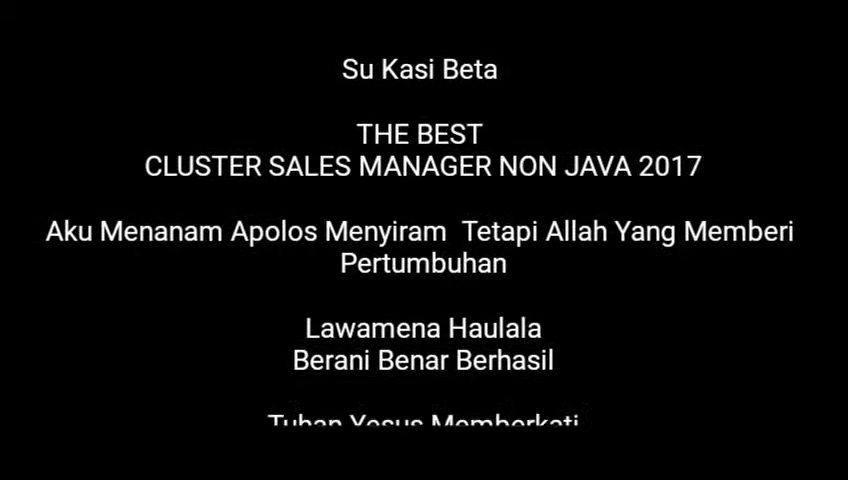 Su Kasi Beta
THE BEST
CLUSTER SALES MANAGER NON JAVA 2017
Aku Menanam Apolos Menyiram  Tetapi Allah Yang Memberi
Pertumbuhan
Lawamena Haulala
Berani Benar Berhasil
Tuhan Yesus Memberkati